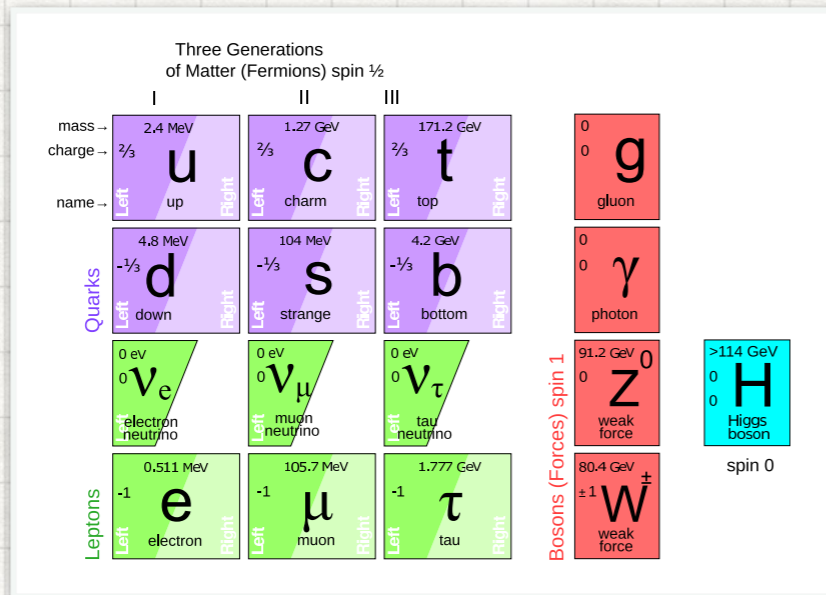 Three Generations
of Matter (Fermions) spin ½
I II III
mass→
charge→
name→
2.4 MeV
⅔
u
up
Left Right
1.27 GeV
⅔
c
charm
Left Right
171.2 GeV
⅔
t
top
Left Right
0
0
g
gluon
Quarks
4.8 MeV
-⅓
d
down
Left Right
104 MeV
-⅓
s
strange
Left Right
4.2 GeV
-⅓
b
bottom
Left Right
0
0
γ
photon
0 eV
0
νe
electron
neutrino
Left
0 eV
0
νμ
muon
neutrino
Left
0 eV
0
ντ
tau
neutrino
Left
Bosons (Forces) spin 1
91.2 GeV
0
Z0
weak
force
>114 GeV
0
0
H
Higgs
boson
spin 0
Leptons
0.511 MeV
-1
e
electron
Left Right
105.7 MeV
-1
μ
muon
Left Right
1.777 GeV
-1
τ
tau
Left Right
80.4 GeV
±1
W±
weak
force